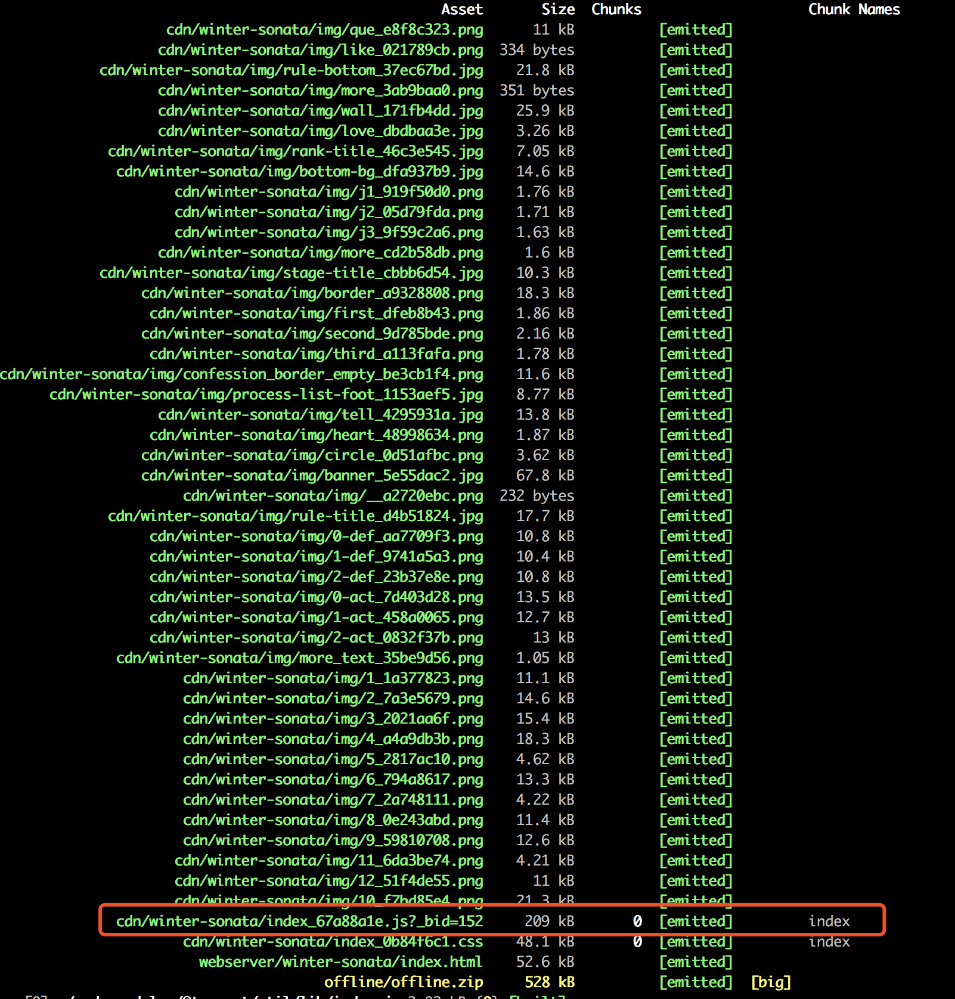 Asset Size Chunks Chunk Names
cdn/winter-sonata/img/que_e8f8c323.png 11 kB [emitted]
cdn/winter-sonata/img/like_021789cb.png 334 bytes [emitted]
cdn/winter-sonata/img/rule-bottom_37ec67bd.jpg 21.8 kB [emitted]
cdn/winter-sonata/img/more_3ab9baa0.png 351 bytes [emitted]
cdn/winter-sonata/img/wall_171fb4dd.jpg 25.9 kB [emitted]
cdn/winter-sonata/img/love_dbdbaa3e.jpg 3.26 kB [emitted]
cdn/winter-sonata/img/rank-title_46c3e545.jpg 7.05 kB [emitted]
cdn/winter-sonata/img/bottom-bg_dfa937b9.jpg 14.6 kB [emitted]
cdn/winter-sonata/img/j1_919f50d0.png 1.76 kB [emitted]
cdn/winter-sonata/img/j2_05d79fda.png 1.71 kB [emitted]
cdn/winter-sonata/img/j3_9f59c2a6.png 1.63 kB [emitted]
cdn/winter-sonata/img/more_cd2b58db.png 1.6 kB [emitted]
cdn/winter-sonata/img/stage-title_cbbb6d54.jpg 10.3 kB [emitted]
cdn/winter-sonata/img/border_a9328808.png 18.3 kB [emitted]
cdn/winter-sonata/img/first_dfeb8b43.png 1.86 kB [emitted]
cdn/winter-sonata/img/second_9d785bde.png 2.16 kB [emitted]
cdn/winter-sonata/img/third_a113fafa.png 1.78 kB [emitted]
cdn/winter-sonata/img/confession_border_empty_be3cb1f4.png 11.6 kB [emitted]
cdn/winter-sonata/img/process-list-foot_1153aef5.jpg 8.77 kB [emitted]
cdn/winter-sonata/img/tell_4295931a.jpg 13.8 kB [emitted]
cdn/winter-sonata/img/heart_48998634.png 1.87 kB [emitted]
cdn/winter-sonata/img/circle_0d51afbc.png 3.62 kB [emitted]
cdn/winter-sonata/img/banner_5e55dac2.jpg 67.8 kB [emitted]
cdn/winter-sonata/img/__a2720ebc.png 232 bytes [emitted]
cdn/winter-sonata/img/rule-title_d4b51824.jpg 17.7 kB [emitted]
cdn/winter-sonata/img/0-def_aa7709f3.png 10.8 kB [emitted]
cdn/winter-sonata/img/1-def_9741a5a3.png 10.4 kB [emitted]
cdn/winter-sonata/img/2-def_23b37e8e.png 10.8 kB [emitted]
cdn/winter-sonata/img/0-act_7d403d28.png 13.5 kB [emitted]
cdn/winter-sonata/img/1-act_458a0065.png 12.7 kB [emitted]
cdn/winter-sonata/img/2-act_0832f37b.png 13 kB [emitted]
cdn/winter-sonata/img/more_text_35be9d56.png 1.05 kB [emitted]
cdn/winter-sonata/img/1_1a377823.png 11.1 kB [emitted]
cdn/winter-sonata/img/2_7a3e5679.png 14.6 kB [emitted]
cdn/winter-sonata/img/3_2021aa6f.png 15.4 kB [emitted]
cdn/winter-sonata/img/4_a4a9db3b.png 18.3 kB [emitted]
cdn/winter-sonata/img/5_2817ac10.png 4.62 kB [emitted]
cdn/winter-sonata/img/6_794a8617.png 13.3 kB [emitted]
cdn/winter-sonata/img/7_2a748111.png 4.22 kB [emitted]
cdn/winter-sonata/img/8_0e243abd.png 11.4 kB [emitted]
cdn/winter-sonata/img/9_59810708.png 12.6 kB [emitted]
cdn/winter-sonata/img/11_6da3be74.png 4.21 kB [emitted]
cdn/winter-sonata/img/12_51f4de55.png 11 kB [emitted]
cdn/winter-sonata/img/10_f7bd85e4.png 21.3 kB [emitted]
cdn/winter-sonata/index_67a88a1e.js?_bid=152 209 kB 0 [emitted] index
cdn/winter-sonata/index_0b84f6c1.css 48.1 kB 0 [emitted] index
webserver/winter-sonata/index.html 52.6 kB [emitted]
offline/offline.zip 528 kB [emitted] [big]